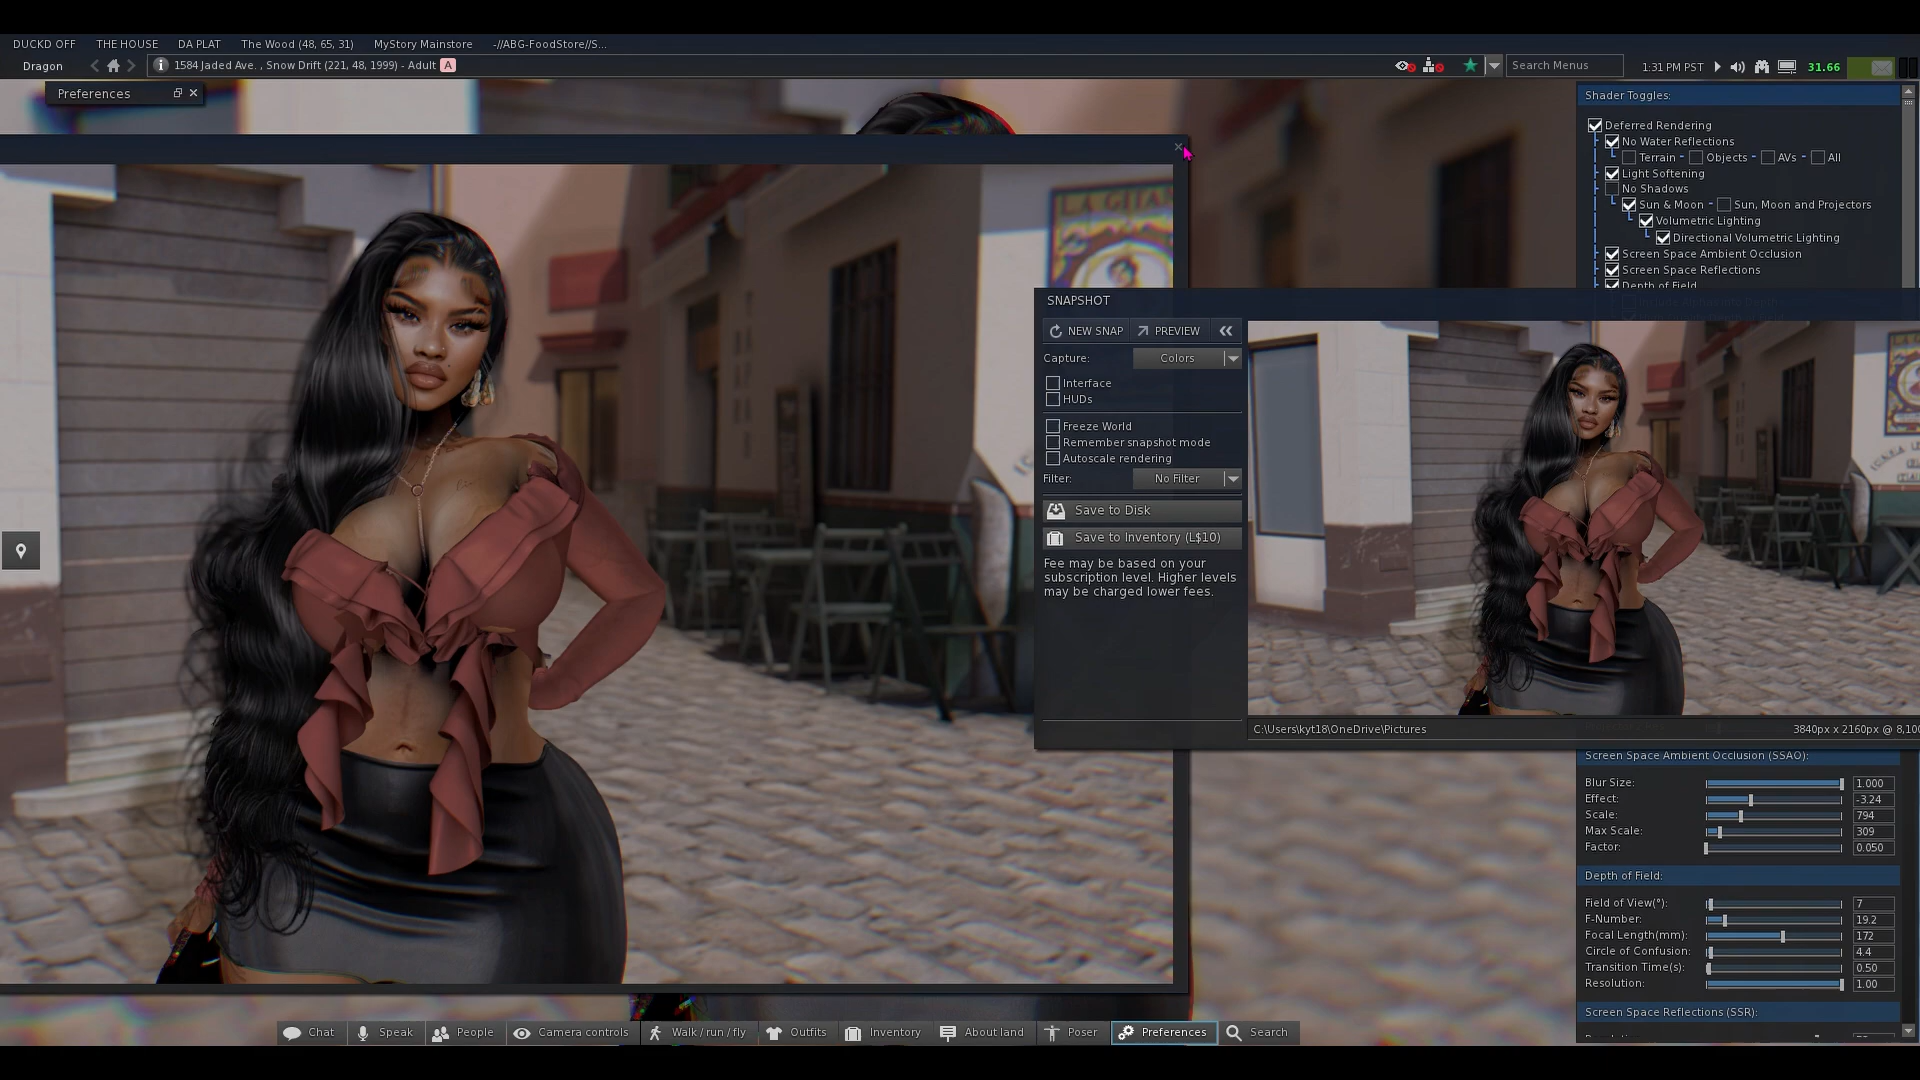 DUCKD OFF THE HOUSE DA PLAT The Wood (48, 65, 31) MyStory Mainstore -//ABG-FoodStore//S...
Dragon 1584 Jaded Ave. , Snow Drift (221, 48, 1999) - Adult A Search Menus 1:31 PM PST 31.66
Preferences
Shader Toggles:
Deferred Rendering
No Water Reflections
Terrain - Objects - AVs - All
Light Softening
No Shadows
Sun & Moon - Sun, Moon and Projectors
Volumetric Lighting
Directional Volumetric Lighting
Screen Space Ambient Occlusion
Screen Space Reflections
Depth of Field
SNAPSHOT
NEW SNAP PREVIEW
Capture: Colors
Interface
HUDs
Freeze World
Remember snapshot mode
Autoscale rendering
Filter: No Filter
Save to Disk
Save to Inventory (L$10)
Fee may be based on your
subscription level. Higher levels
may be charged lower fees.
C:\Users\kyt18\OneDrive\Pictures 3840px x 2160px @ 8,100
Screen Space Ambient Occlusion (SSAO):
Blur Size: 1.000
Effect: -3.24
Scale: 794
Max Scale: 309
Factor: 0.050
Depth of Field:
Field of View(°): 7
F-Number: 19.2
Focal Length(mm): 172
Circle of Confusion: 4.4
Transition Time(s): 0.50
Resolution: 1.00
Screen Space Reflections (SSR):
Chat Speak People Camera controls Walk / run / fly Outfits Inventory About land Poser Preferences Search